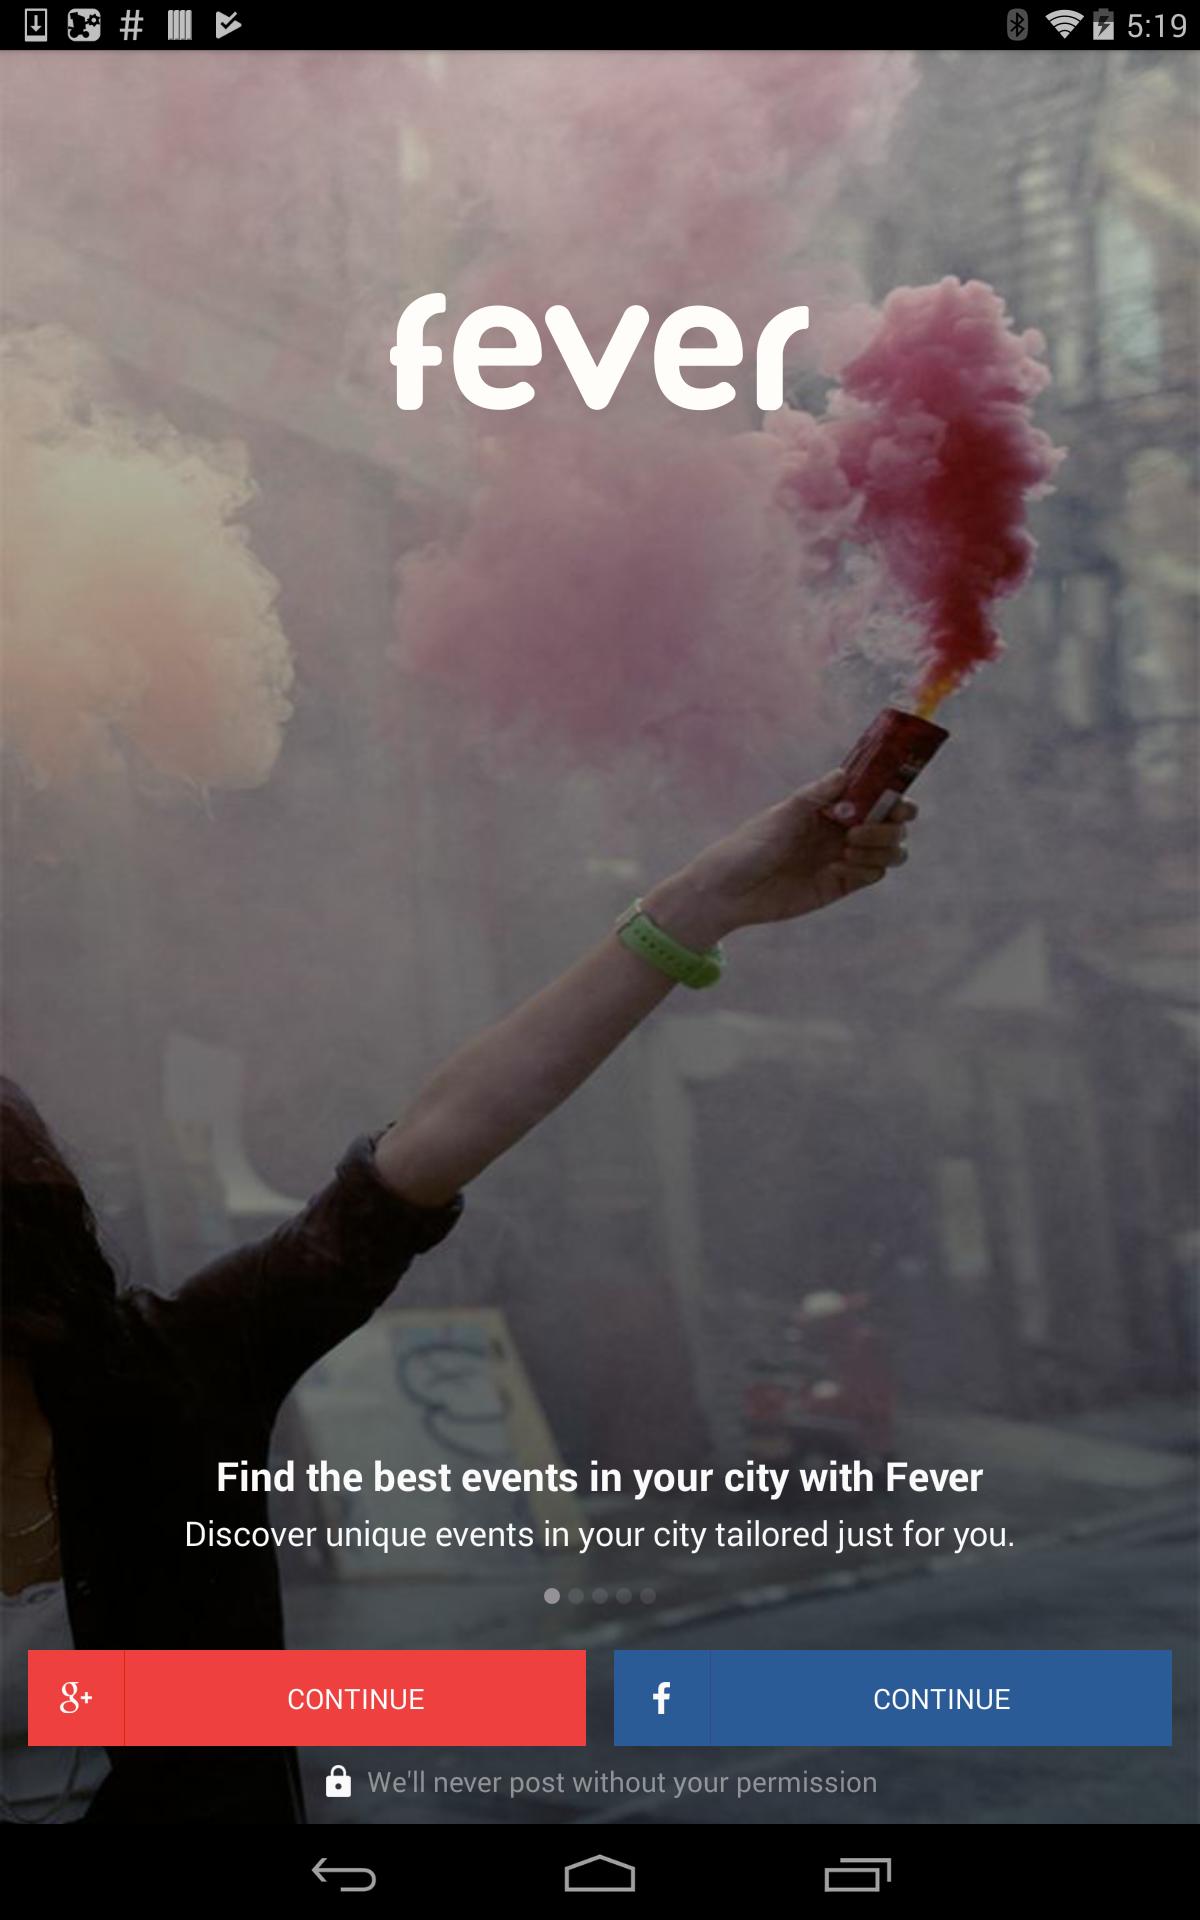 5:19
fever
Find the best events in your city with Fever
Discover unique events in your city tailored just for you.
g+ CONTINUE
f CONTINUE
We'll never post without your permission